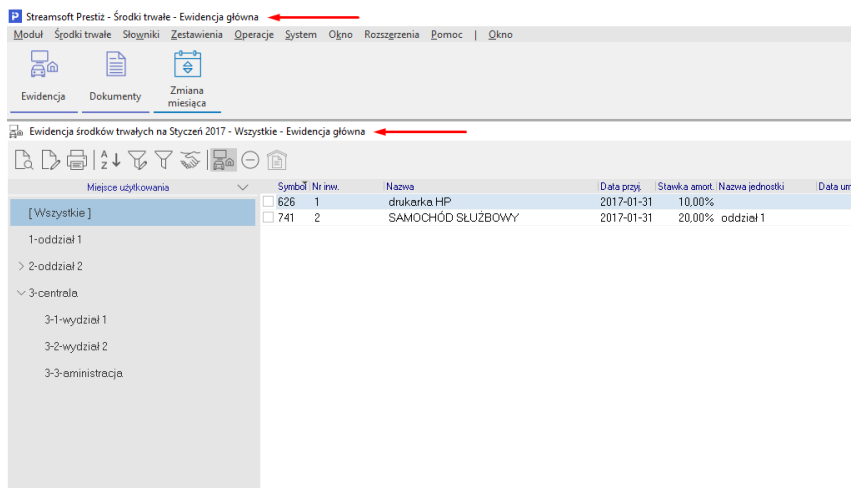 Streamsoft Prestiż - Środki trwałe - Ewidencja główna
Moduł Środki trwałe Słowniki Zestawienia Operacje System Okno Rozszerzenia Pomoc | Okno
Ewidencja Dokumenty Zmiana miesiąca
Ewidencja środków trwałych na Styczeń 2017 - Wszystkie - Ewidencja główna
Miejsce użytkowania Symbol Nr inw. Nazwa Data przyj. Stawka amort. Nazwa jednostki Data um
[Wszystkie] 626 1 drukarka HP 2017-01-31 10,00%
741 2 SAMOCHÓD SŁUŻBOWY 2017-01-31 20,00% oddział 1
1-oddział 1
2-oddział 2
3-centrala
3-1-wydział 1
3-2-wydział 2
3-3-aministracja